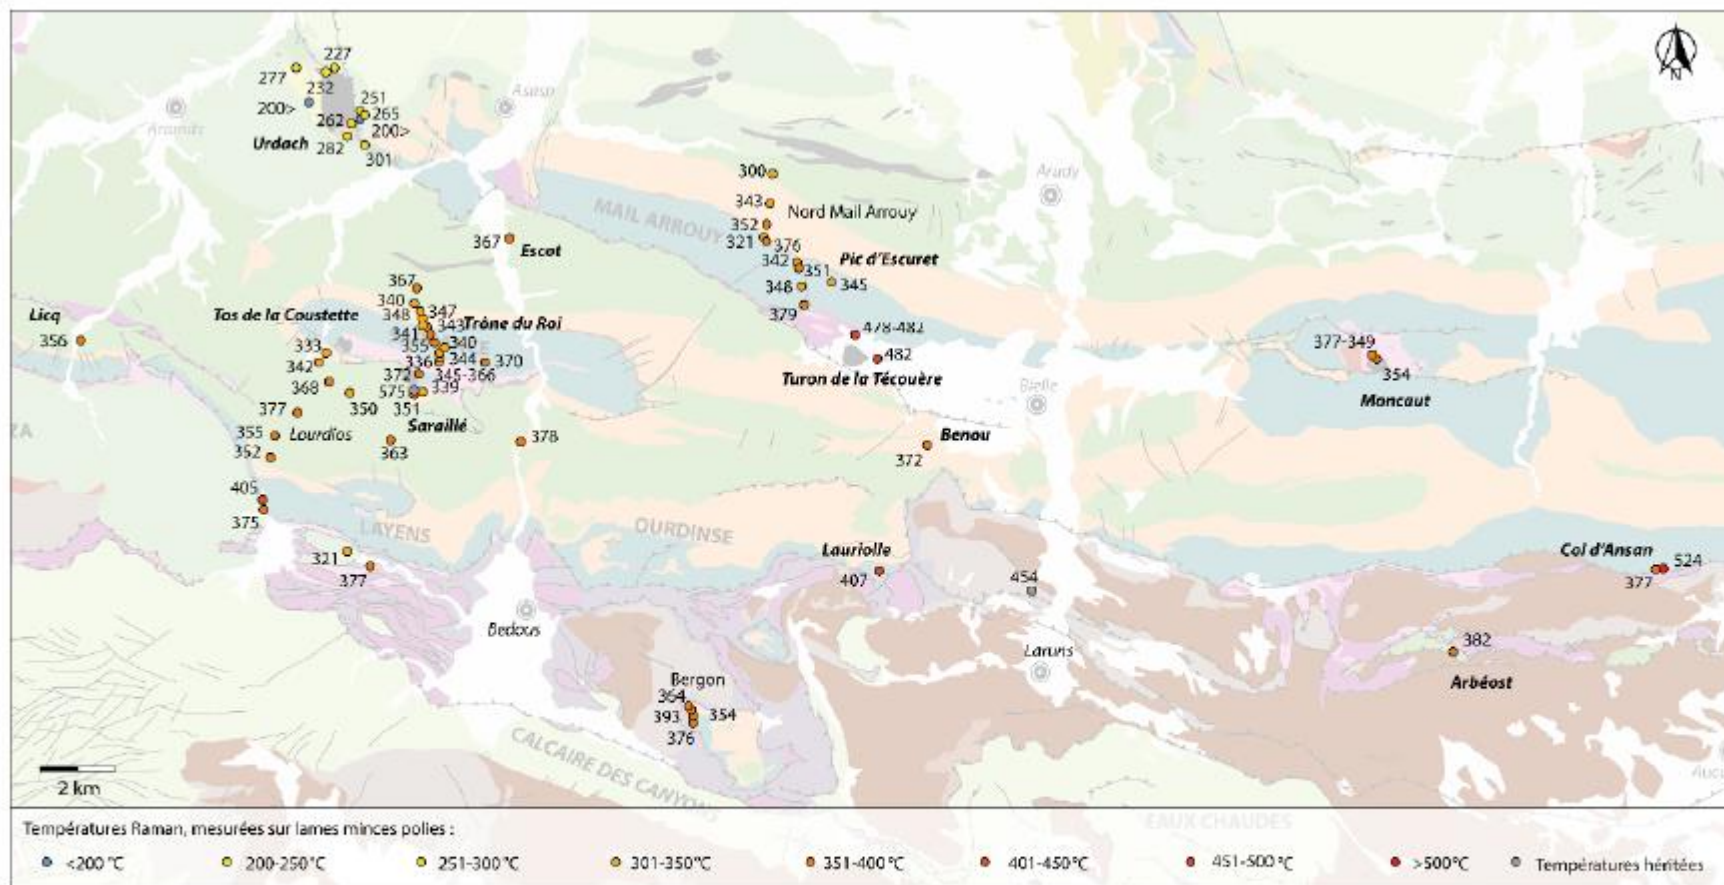 227
277
232
200>
251
265
262
200>
Urdach
282
301
Asasp
N
300
Arudy
343
Nord Mail Arrouy
MAIL ARROUY
352
321
376
367
Escot
342
Pic d'Escuret
351
348
345
379
367
340
347
Licq
Tos de la Coustette
348
343
Trône du Roi
341
340
356
333
355
344
342
336
370
478-482
482
377-349
354
372
345-366
Turon de la Técouère
Bielle
Moncaut
368
575
339
350
351
377
Saraillé
355
Lourdios
378
Benou
352
363
372
ZA
405
375
LAYENS
OURDINSE
321
377
Lauriolle
407
454
Col d'Ansan
524
377
Bedous
Laruns
382
Arbéost
Bergon
364
393
354
376
CALCAIRE DES CANYONS
2 km
EAUX CHAUDES
Températures Raman, mesurées sur lames minces polies :
<200 °C 200-250°C 251-300 °C 301-350°C 351-400°C 401-450°C 451-500 °C >500°C Températures héritées